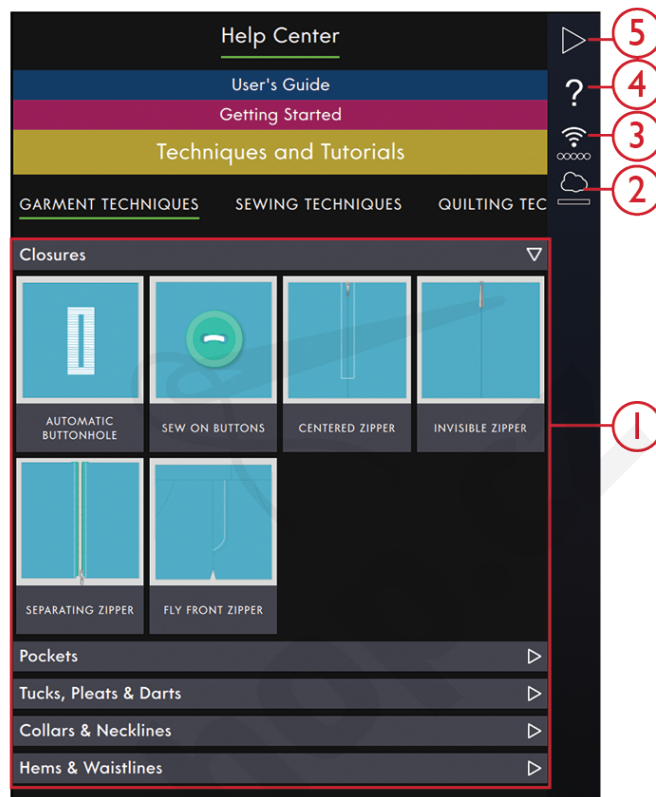 Help Center
User's Guide
Getting Started
Techniques and Tutorials
GARMENT TECHNIQUES SEWING TECHNIQUES QUILTING TEC
Closures
AUTOMATIC
BUTTONHOLE
SEW ON BUTTONS
CENTERED ZIPPER
INVISIBLE ZIPPER
SEPARATING ZIPPER
FLY FRONT ZIPPER
Pockets
Tucks, Pleats & Darts
Collars & Necklines
Hems & Waistlines
?
5
4
3
2
1